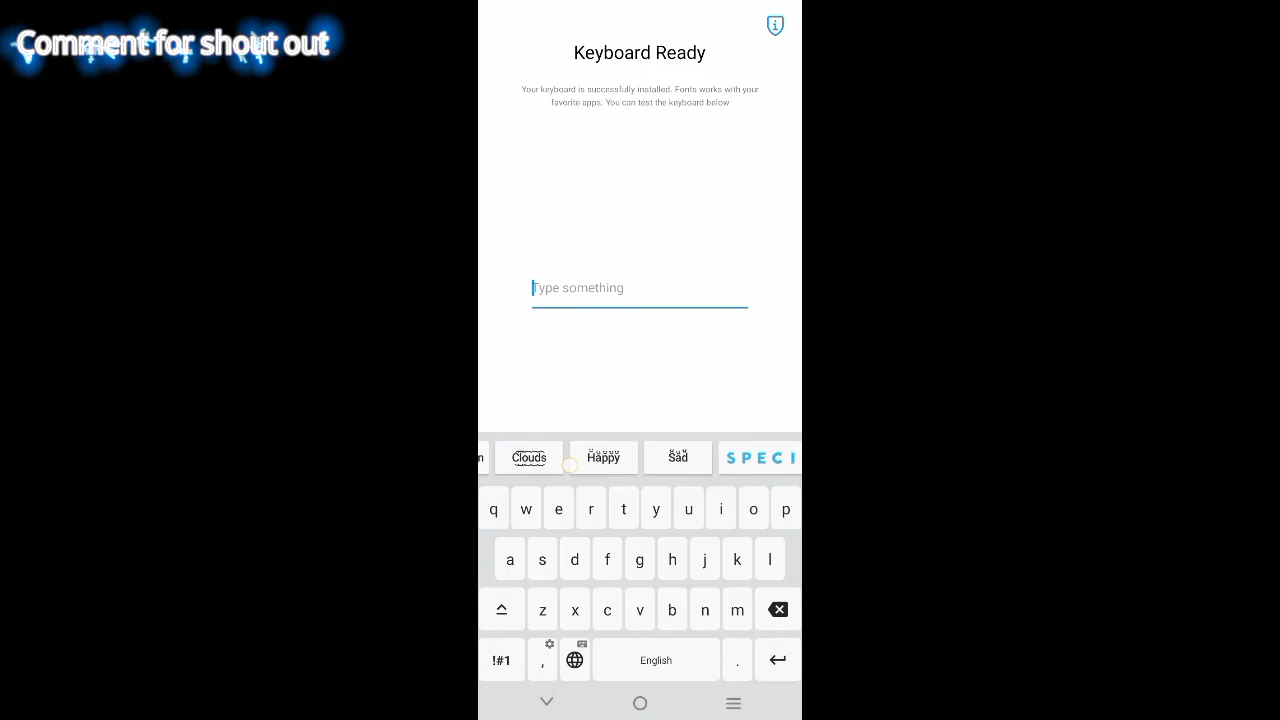 Comment for shout out
Keyboard Ready
Your keyboard is successfully installed. Fonts works with your
favorite apps. You can test the keyboard below
Type something
n Clouds Happy Sad SPECI
q w e r t y u i o p
a s d f g h j k l
z x c v b n m
!#1 , English .